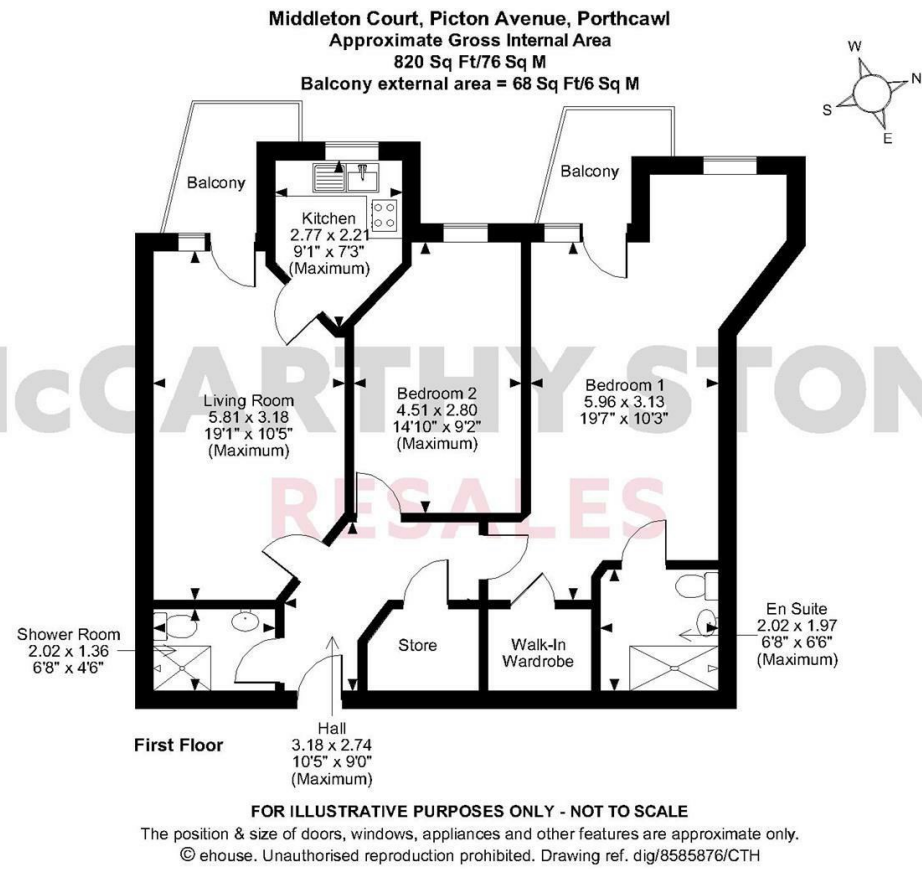 Middleton Court, Picton Avenue, Porthcawl
Approximate Gross Internal Area
820 Sq Ft/76 Sq M
Balcony external area = 68 Sq Ft/6 Sq M
W
N
S
E
Balcony
Kitchen
2.77 x 2.21
9'1" x 7'3"
(Maximum)
Balcony
Living Room
5.81 x 3.18
19'1" x 10'5"
(Maximum)
Bedroom 2
4.51 x 2.80
14'10" x 9'2"
(Maximum)
Bedroom 1
5.96 x 3.13
19'7" x 10'3"
McCARTHY STON
RESALES
Shower Room
2.02 x 1.36
6'8" x 4'6"
Store
Walk-In
Wardrobe
En Suite
2.02 x 1.97
6'8" x 6'6"
(Maximum)
Hall
3.18 x 2.74
10'5" x 9'0"
(Maximum)
First Floor
FOR ILLUSTRATIVE PURPOSES ONLY - NOT TO SCALE
The position & size of doors, windows, appliances and other features are approximate only.
© ehouse. Unauthorised reproduction prohibited. Drawing ref. dig/8585876/CTH